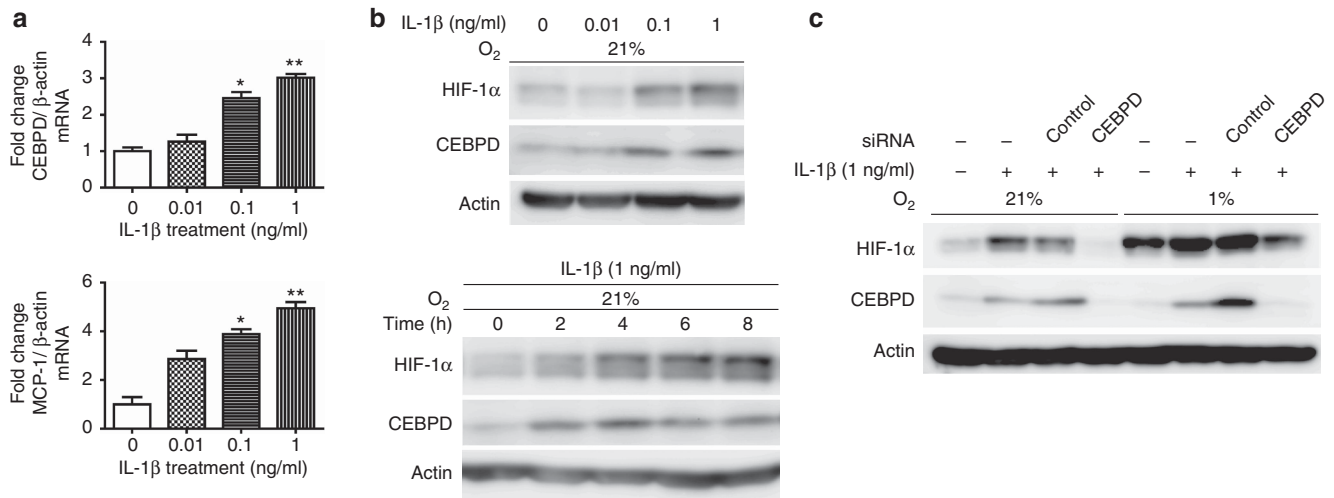 a
Fold change
CEBPD/ β-actin
mRNA
4
3
2
1
0
0 0.01 0.1 1
* **
IL-1β treatment (ng/ml)
Fold change
MCP-1/ β-actin
mRNA
6
4
2
0
0 0.01 0.1 1
* **
IL-1β treatment (ng/ml)
b
IL-1β (ng/ml) 0 0.01 0.1 1
O2 21%
HIF-1α
CEBPD
Actin
IL-1β (1 ng/ml)
O2 21%
Time (h) 0 2 4 6 8
HIF-1α
CEBPD
Actin
c
siRNA – – Control CEBPD – – Control CEBPD
IL-1β (1 ng/ml) – + + + – + + +
O2 21% 1%
HIF-1α
CEBPD
Actin